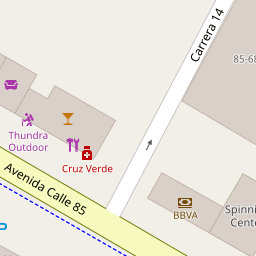 Carrera 14
85-68
Thundra
Outdoor
Cruz Verde
Avenida Calle 85
BBVA
Spinni
Cente
P